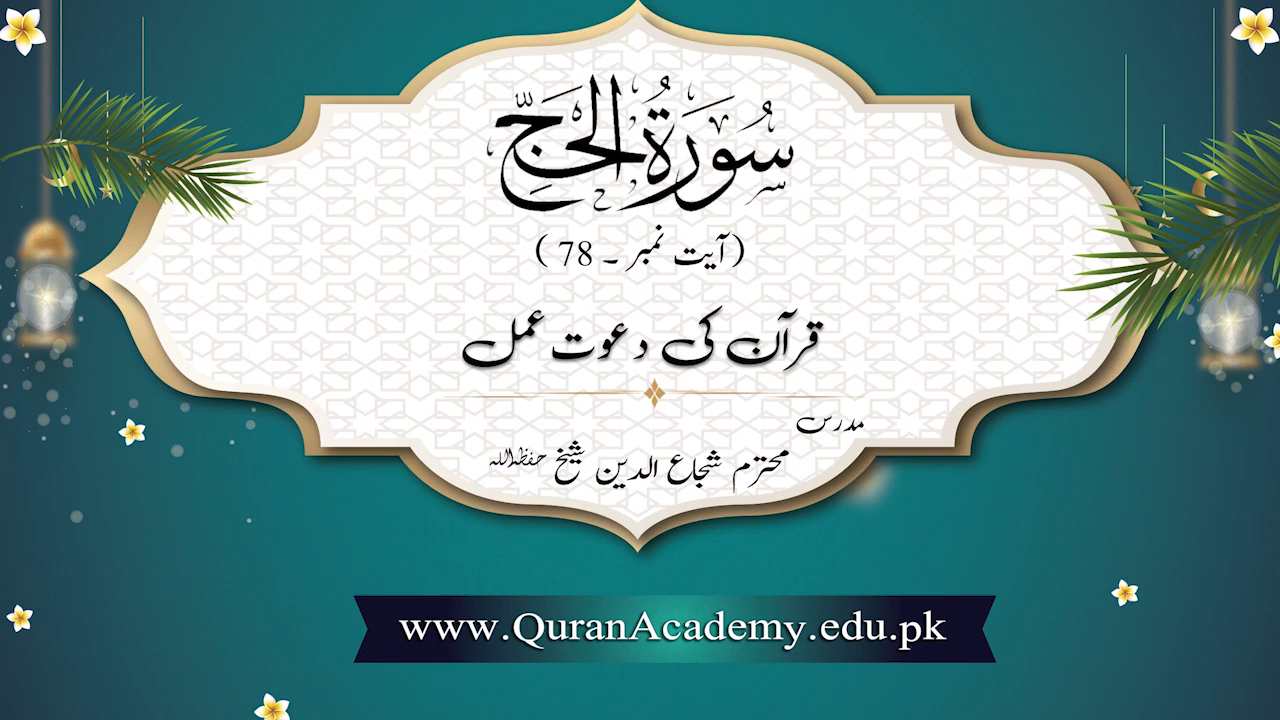 سُورَةُ الحَجِّ
(آیت نمبر ۔ 78)
قرآن کی دعوت عمل
مدرس
محترم شجاع الدین شیخ حفظہ اللہ
www.QuranAcademy.edu.pk